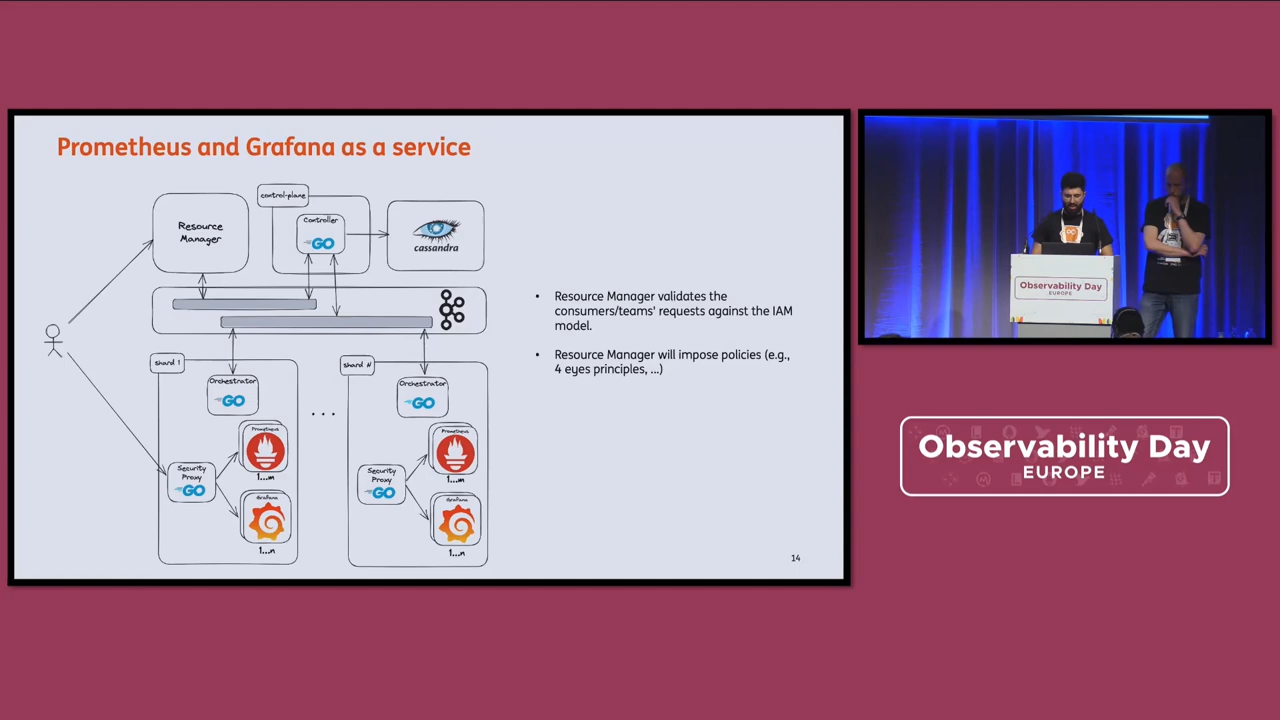 Prometheus and Grafana as a service
Resource
Manager
control-plane
Controller
GO
cassandra
shard 1
Orchestrator
GO
Prometheus
1...m
Security
Proxy
GO
Grafana
1...n
...
shard N
Orchestrator
GO
Prometheus
1...m
Security
Proxy
GO
Grafana
1...n
• Resource Manager validates the
consumers/teams' requests against the IAM
model.
• Resource Manager will impose policies (e.g.,
4 eyes principles, ...)
14
Observability Day
EUROPE
Observability Day
EUROPE